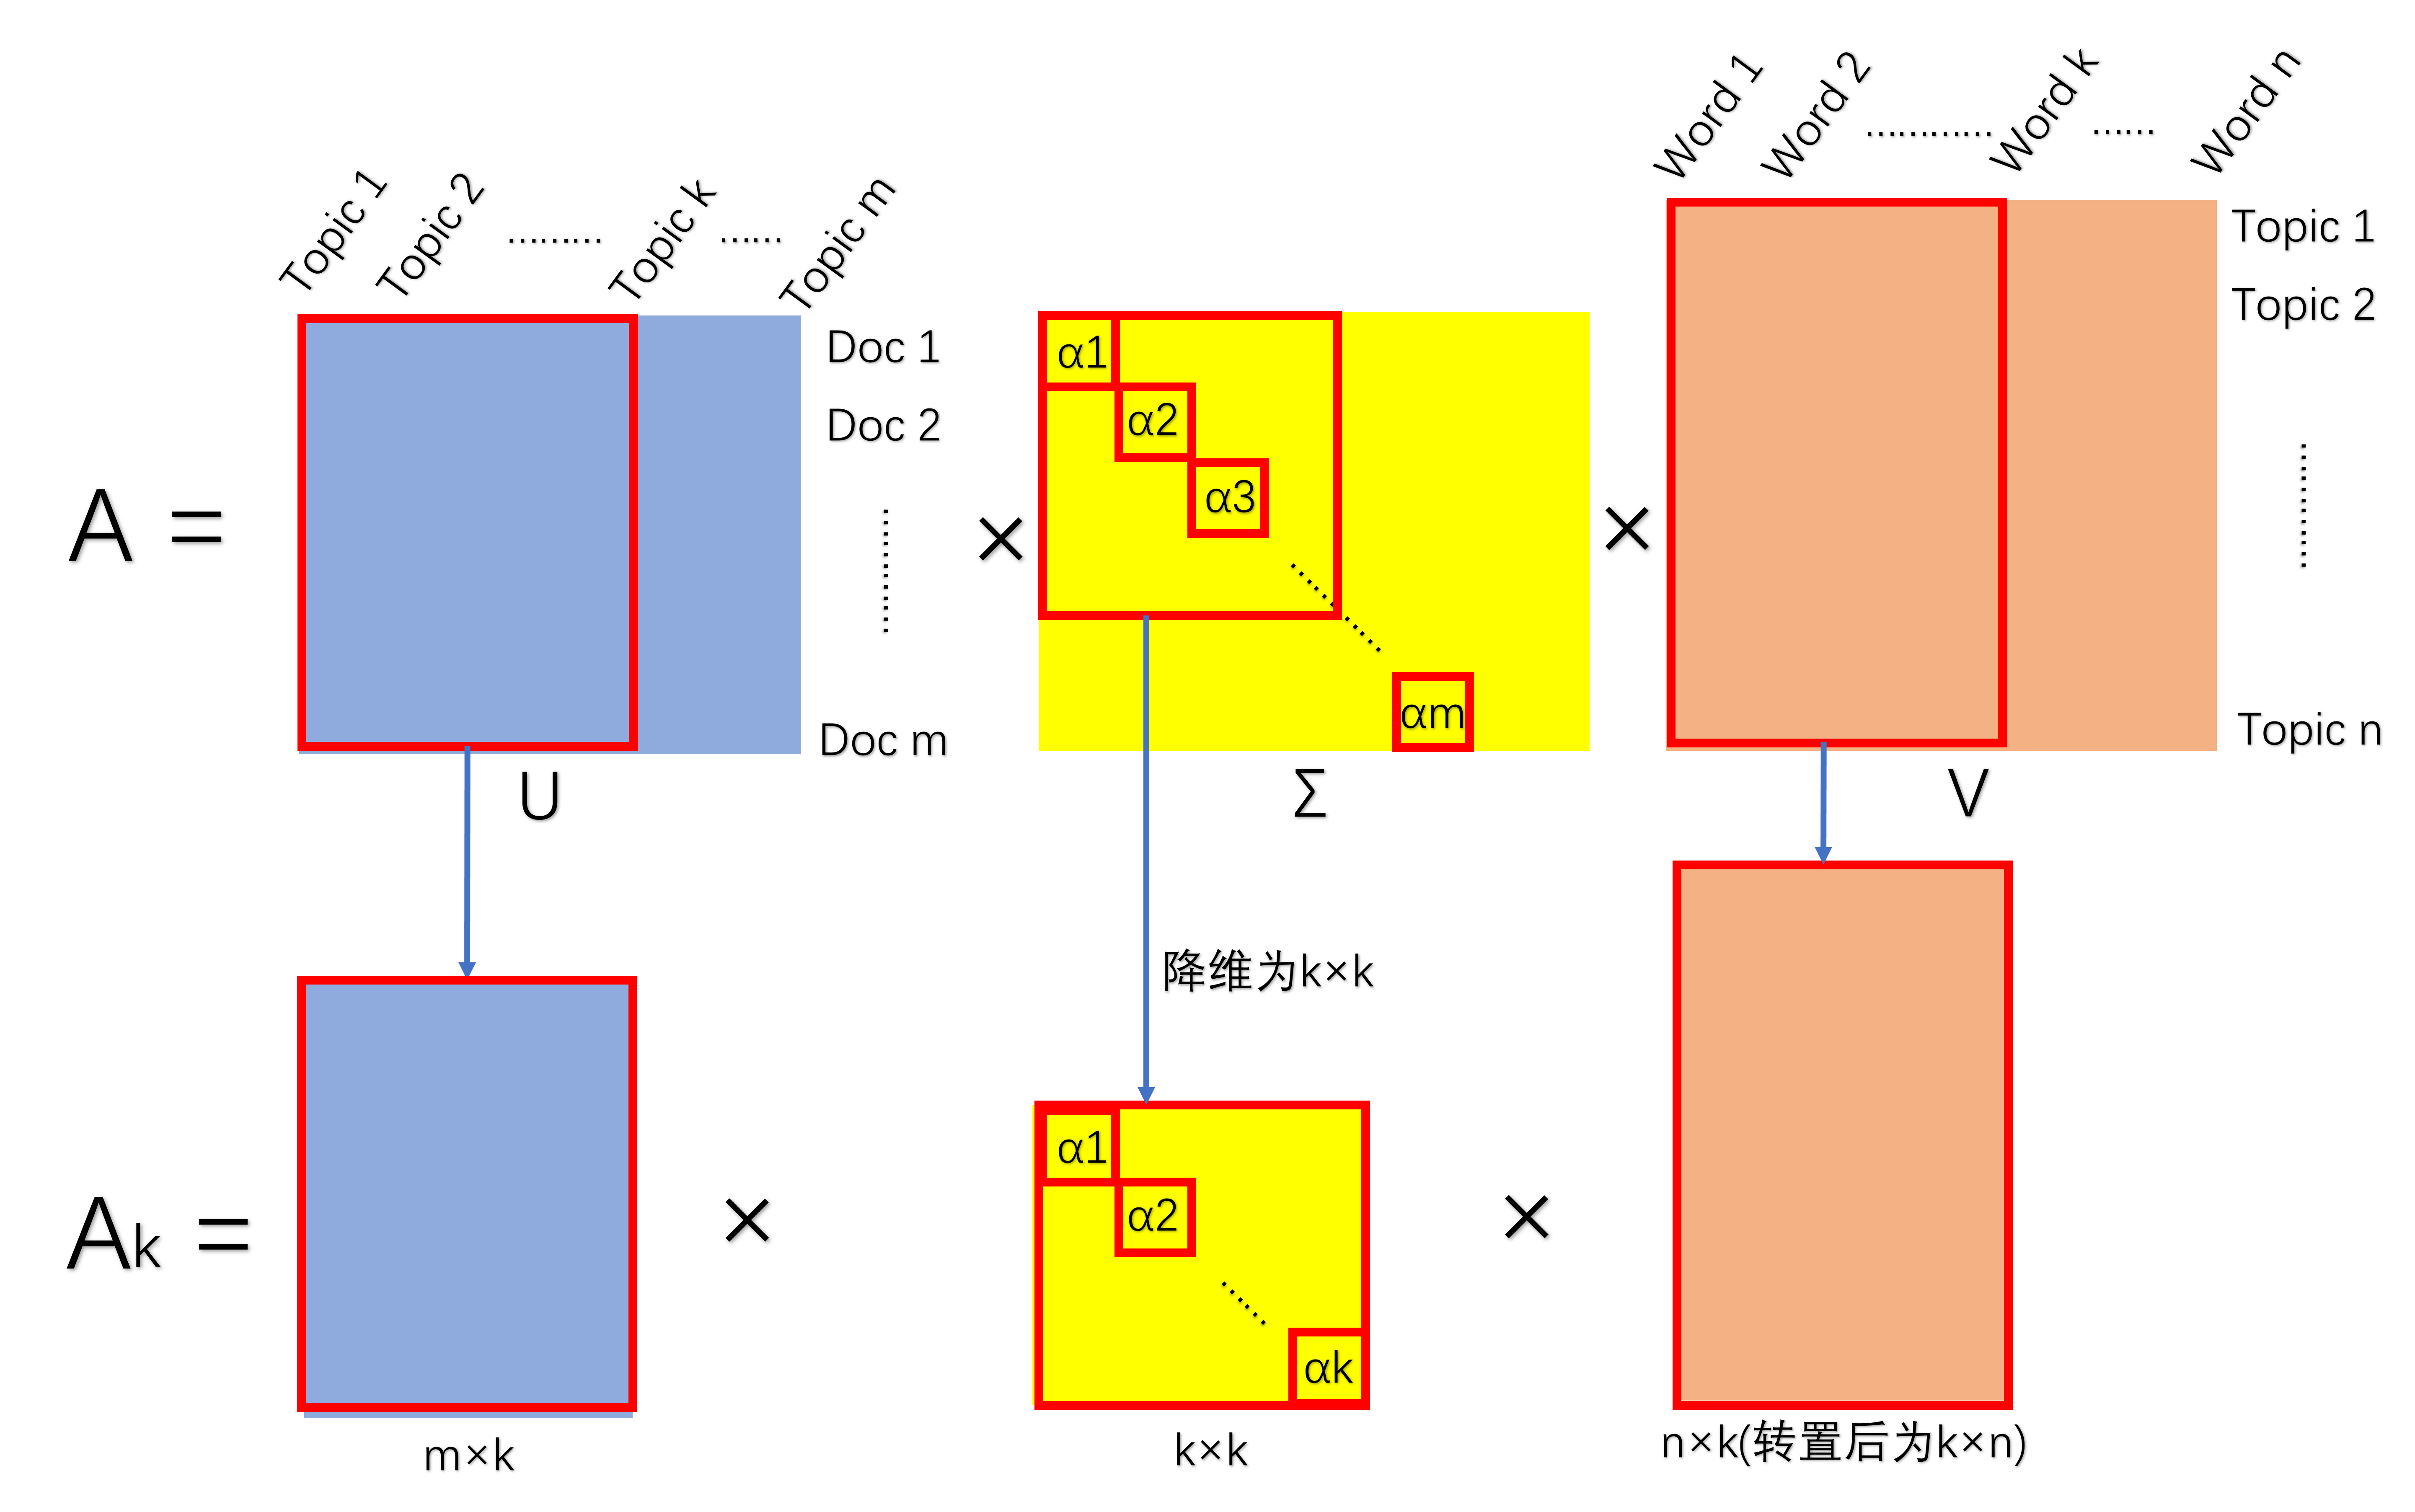 Word 1 Word 2 ………… Word k …… Word n
Topic 1 Topic 2 ……… Topic k …… Topic m
Topic 1
Topic 2
………
Topic n
Doc 1
Doc 2
………
Doc m
A =
×
α1
α2
α3
……
αm
×
U
Σ
V
降维为k×k
Ak =
×
α1
α2
……
αk
×
m×k
k×k
n×k(转置后为k×n)